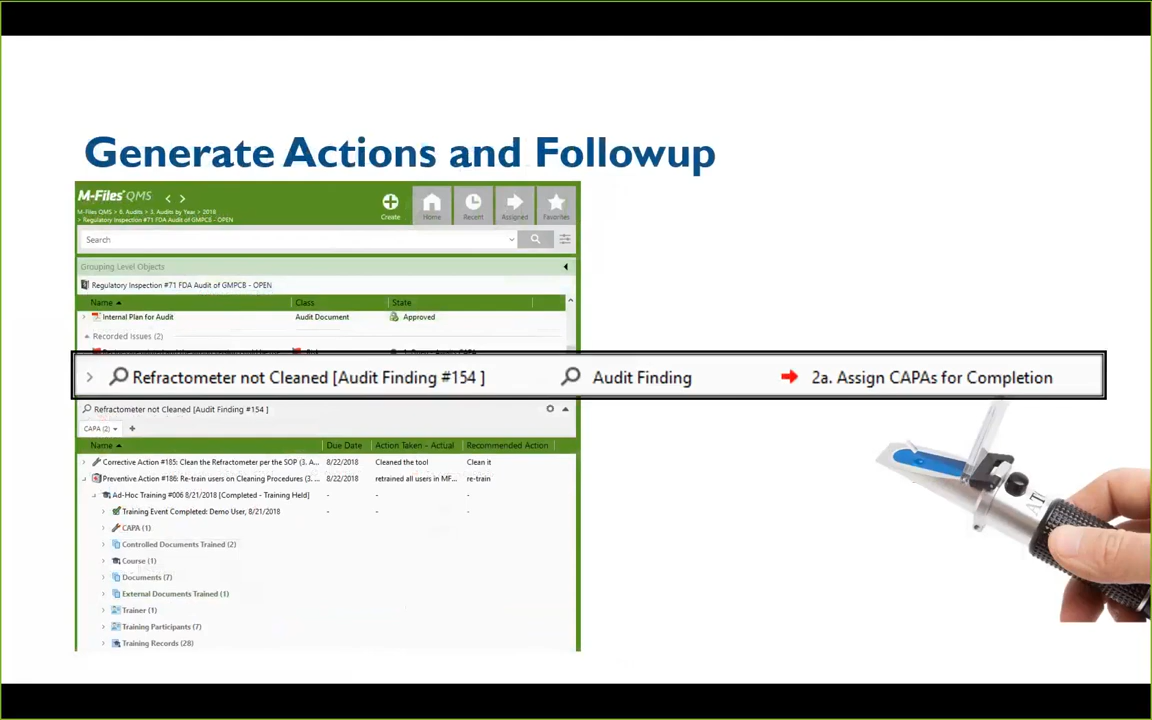 Generate Actions and Followup
M-Files QMS
Create
Home
Recent
Assigned
Favorites
M-Files QMS > 6. Audits > 3. Audits by Year > 2018
> Regulatory Inspection #71 FDA Audit of GMPCB - OPEN
Search
Grouping Level Objects
Regulatory Inspection #71 FDA Audit of GMPCB - OPEN
Name Class State
Internal Plan for Audit Audit Document Approved
Recorded Issues (2)
Refractometer not Cleaned [Audit Finding #154 ] Audit Finding 2a. Assign CAPAs for Completion
Refractometer not Cleaned [Audit Finding #154 ]
CAPA (2)
Name Due Date Action Taken - Actual Recommended Action
Corrective Action #185: Clean the Refractometer per the SOP (3. A... 8/22/2018 Cleaned the tool Clean it
Preventive Action #186: Re-train users on Cleaning Procedures (3. ... 8/22/2018 retrained all users in MF... re-train
Ad-Hoc Training #006 8/21/2018 [Completed - Training Held] - -
Training Event Completed: Demo User, 8/21/2018 - -
CAPA (1)
Controlled Documents Trained (2)
Course (1)
Documents (7)
External Documents Trained (1)
Trainer (1)
Training Participants (7)
Training Records (28)